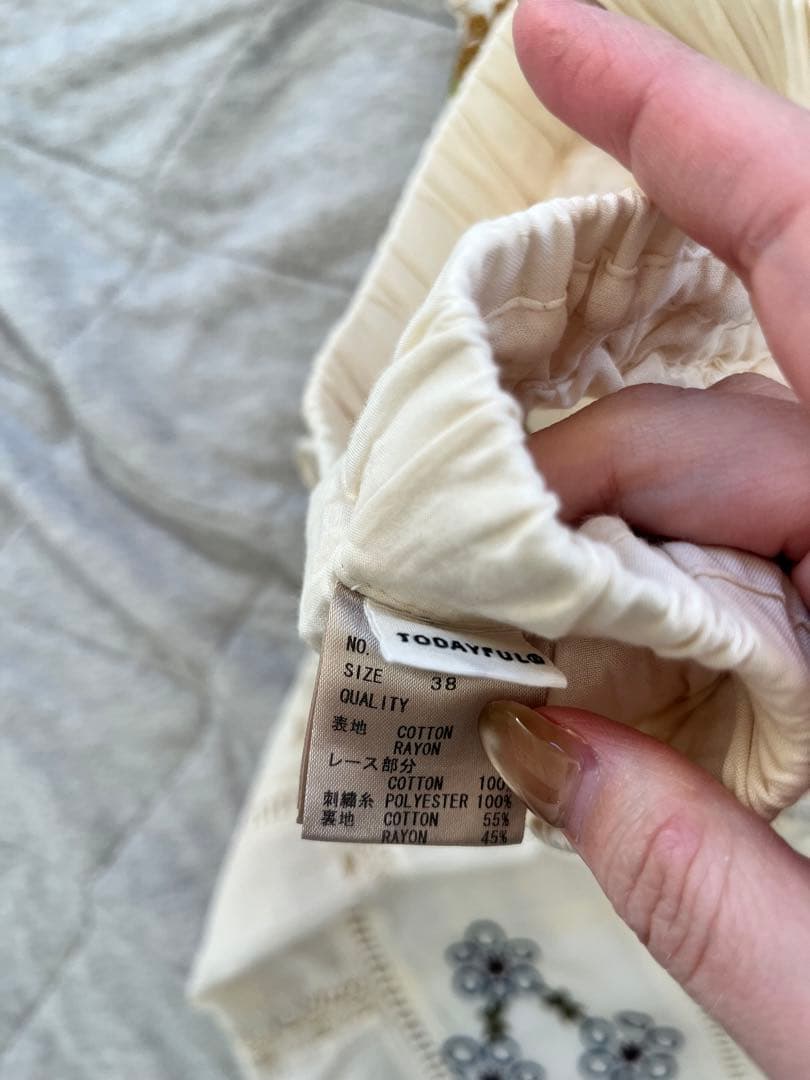 TODAYFUL®
NO.
SIZE 38
QUALITY
表地 COTTON
RAYON
レース部分
COTTON 100%
刺繍糸 POLYESTER 100%
裏地 COTTON 55%
RAYON 45%